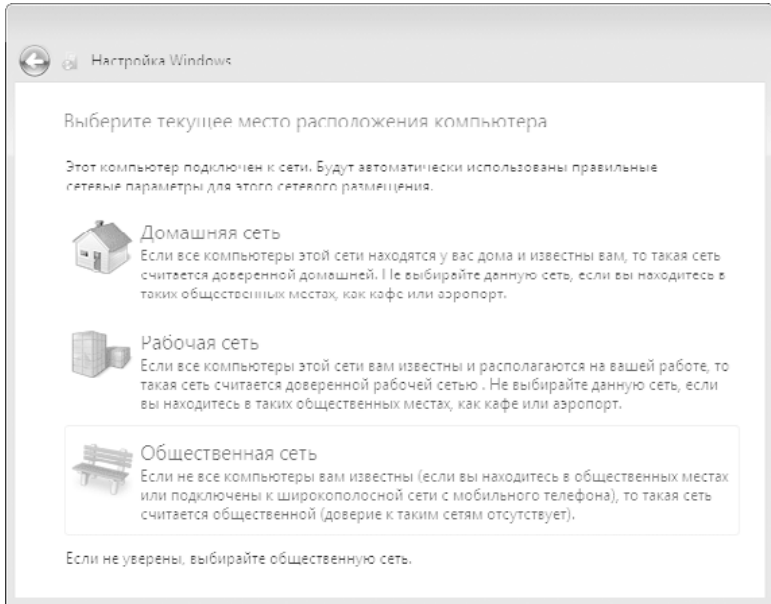 Настройка Windows
Выберите текущее место расположения компьютера
Этот компьютер подключен к сети. Будут автоматически использованы правильные
сетевые параметры для этого сетевого размещения.
Домашняя сеть
Если все компьютеры этой сети находятся у вас дома и известны вам, то такая сеть
считается доверенной домашней. Не выбирайте данную сеть, если вы находитесь в
таких общественных местах, как кафе или аэропорт.
Рабочая сеть
Если все компьютеры этой сети вам известны и располагаются на вашей работе, то
такая сеть считается доверенной рабочей сетью . Не выбирайте данную сеть, если
вы находитесь в таких общественных местах, как кафе или аэропорт.
Общественная сеть
Если не все компьютеры вам известны (если вы находитесь в общественных местах
или подключены к широкополосной сети с мобильного телефона), то такая сеть
считается общественной (доверие к таким сетям отсутствует).
Если не уверены, выбирайте общественную сеть.